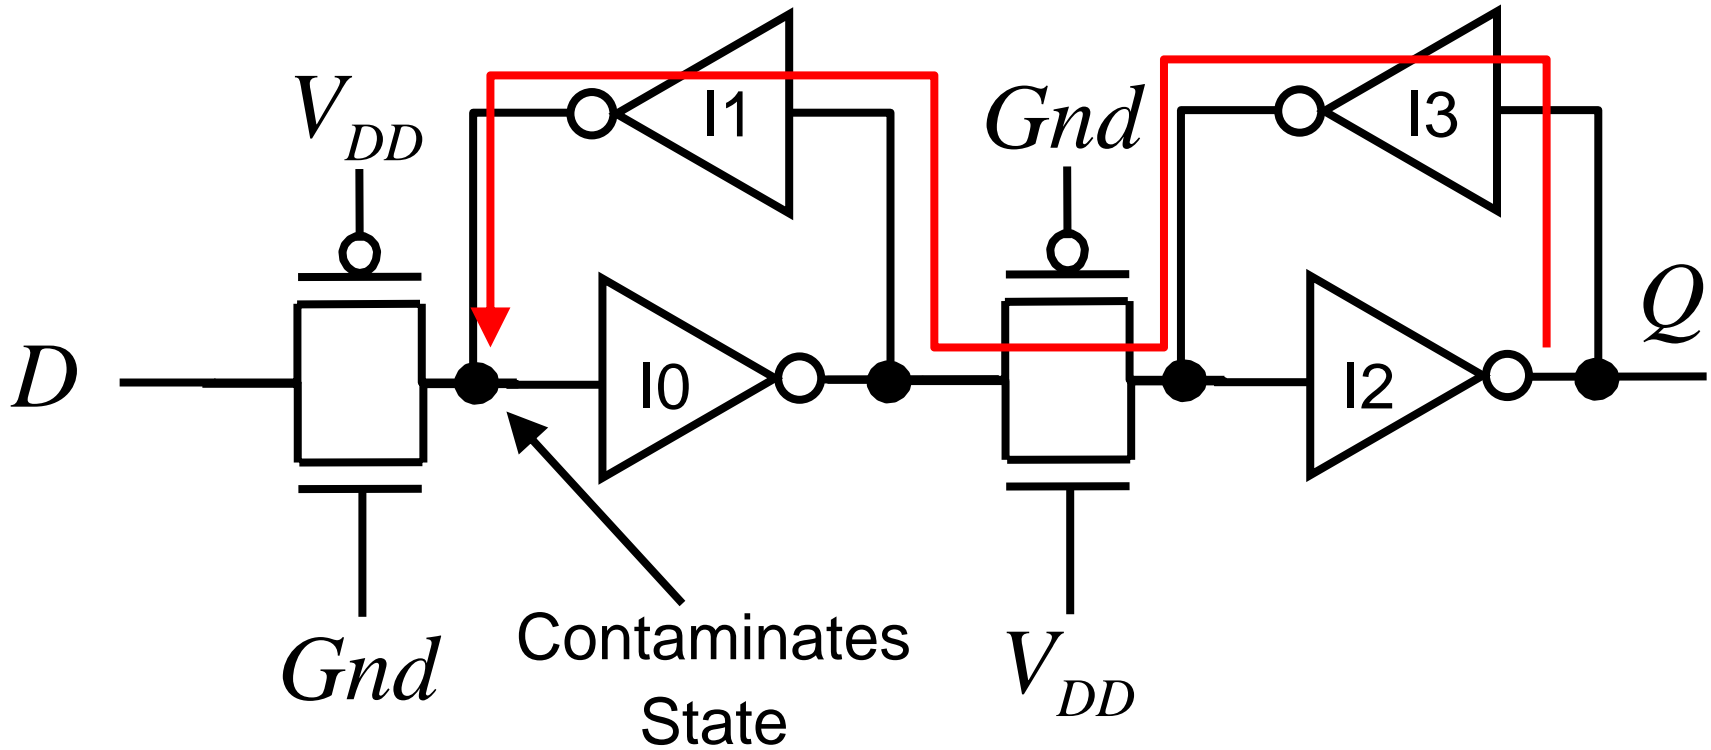 V_DD
I1
Gnd
I3
D
I0
I2
Q
Gnd
Contaminates
State
V_DD